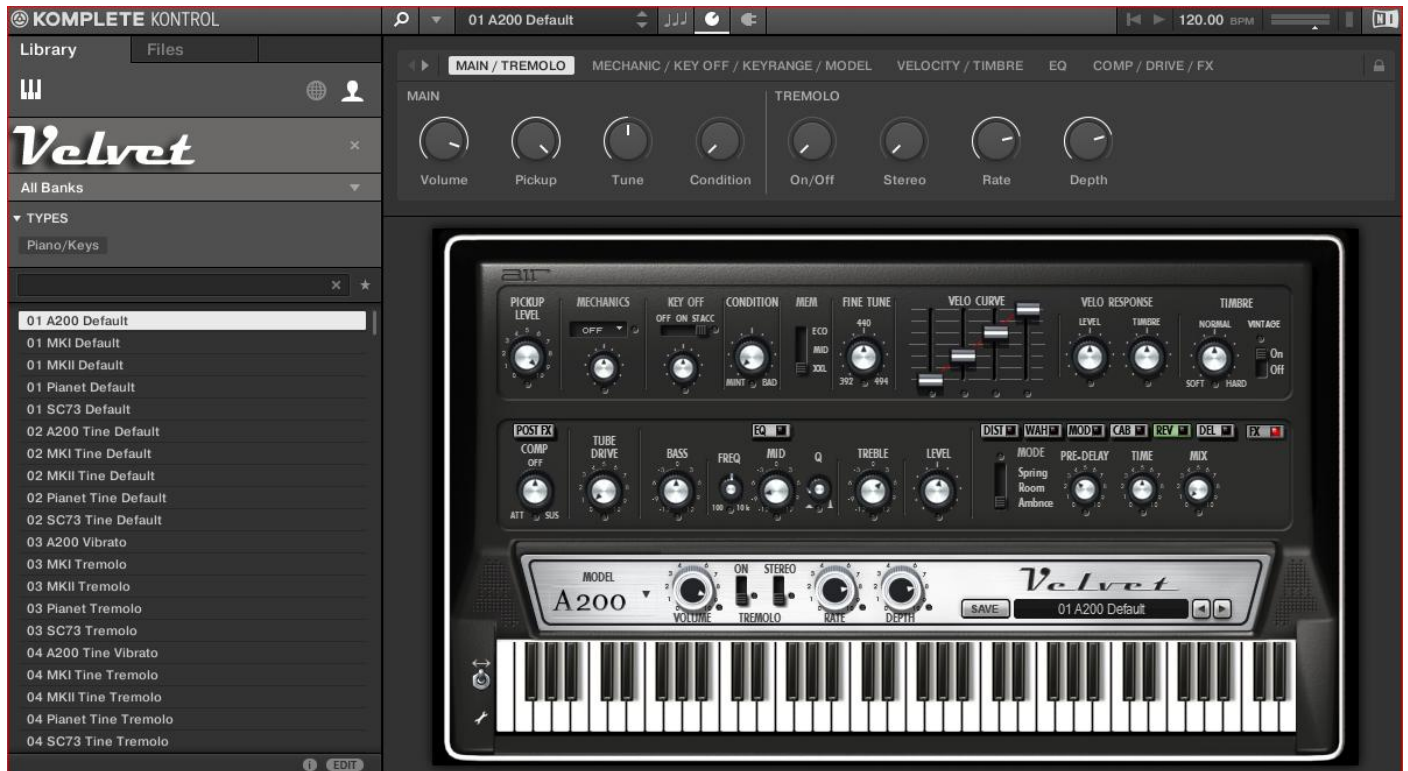 KOMPLETE KONTROL
01 A200 Default
120.00 BPM
Library Files
Velvet
All Banks
TYPES
Piano/Keys
01 A200 Default
01 MKI Default
01 MKII Default
01 Pianet Default
01 SC73 Default
02 A200 Tine Default
02 MKI Tine Default
02 MKII Tine Default
02 Pianet Tine Default
02 SC73 Tine Default
03 A200 Vibrato
03 MKI Tremolo
03 MKII Tremolo
03 Pianet Tremolo
03 SC73 Tremolo
04 A200 Tine Vibrato
04 MKI Tine Tremolo
04 MKII Tine Tremolo
04 Pianet Tine Tremolo
04 SC73 Tine Tremolo
EDIT
MAIN / TREMOLO MECHANIC / KEY OFF / KEYRANGE / MODEL VELOCITY / TIMBRE EQ COMP / DRIVE / FX
MAIN TREMOLO
Volume Pickup Tune Condition On/Off Stereo Rate Depth
air
PICKUP LEVEL MECHANICS KEY OFF CONDITION MEM FINE TUNE VELO CURVE VELO RESPONSE TIMBRE
OFF OFF ON STACC 440 LEVEL TIMBRE NORMAL VINTAGE
ECO
MID
XXL
On
Off
MINT BAD 392 494 SOFT HARD
POST FX EQ DIST WAH MOD CAB REV DEL FX
COMP TUBE DRIVE BASS FREQ MID Q TREBLE LEVEL MODE PRE-DELAY TIME MIX
OFF
Spring
Room
Ambnce
ATT SUS 100 10k
MODEL ON STEREO
A200 Velvet
VOLUME TREMOLO RATE DEPTH SAVE 01 A200 Default